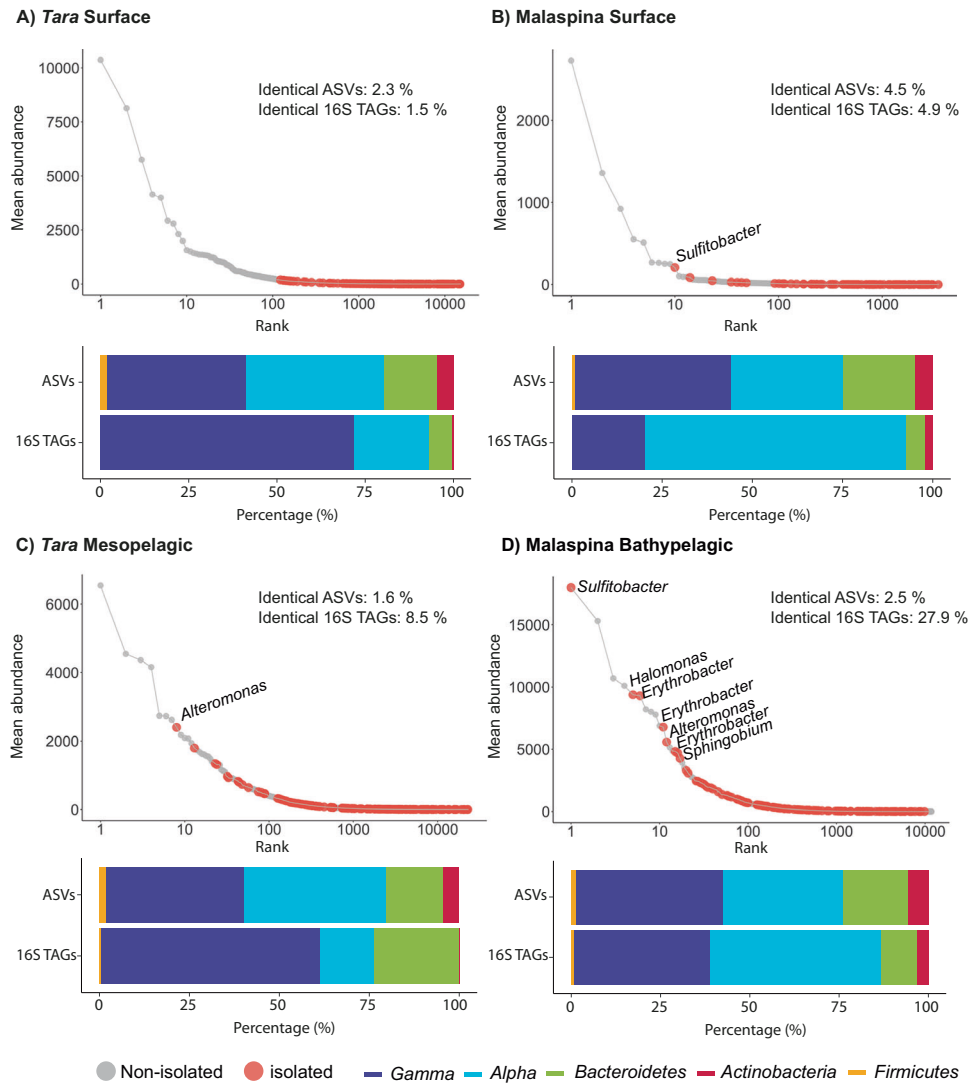 A) Tara Surface
Mean abundance
10000
7500
5000
2500
0
Identical ASVs: 2.3 %
Identical 16S TAGs: 1.5 %
1 10 100 1000 10000
Rank
ASVs
16S TAGs
0 25 50 75 100
Percentage (%)
B) Malaspina Surface
Mean abundance
2000
1000
0
Identical ASVs: 4.5 %
Identical 16S TAGs: 4.9 %
Sulfitobacter
1 10 100 1000
Rank
ASVs
16S TAGs
0 25 50 75 100
Percentage (%)
C) Tara Mesopelagic
Mean abundance
6000
4000
2000
0
Identical ASVs: 1.6 %
Identical 16S TAGs: 8.5 %
Alteromonas
1 10 100 1000 10000
Rank
ASVs
16S TAGs
0 25 50 75 100
Percentage (%)
D) Malaspina Bathypelagic
Mean abundance
15000
10000
5000
0
Sulfitobacter
Identical ASVs: 2.5 %
Identical 16S TAGs: 27.9 %
Halomonas
Erythrobacter
Erythrobacter
Alteromonas
Erythrobacter
Sphingobium
1 10 100 1000 10000
Rank
ASVs
16S TAGs
0 25 50 75 100
Percentage (%)
Non-isolated isolated Gamma Alpha Bacteroidetes Actinobacteria Firmicutes